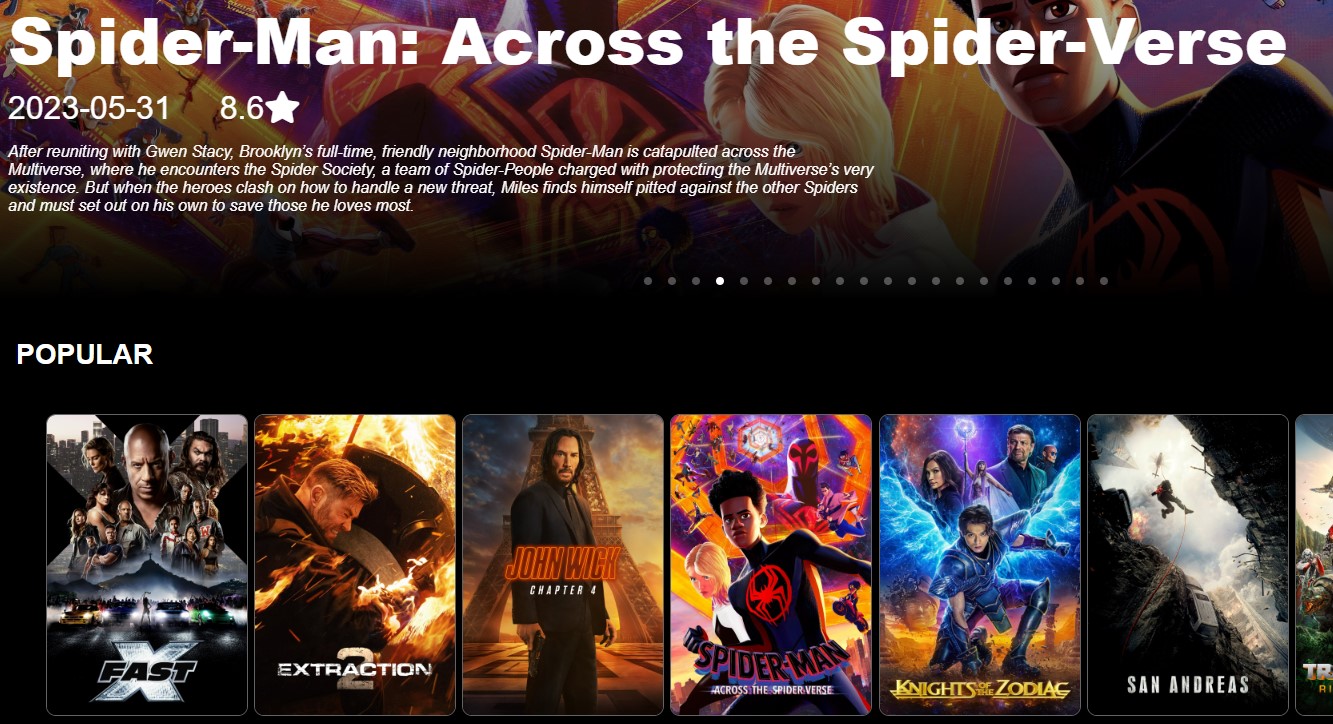 Spider-Man: Across the Spider-Verse
2023-05-31 8.6
After reuniting with Gwen Stacy, Brooklyn’s full-time, friendly neighborhood Spider-Man is catapulted across the
Multiverse, where he encounters the Spider Society, a team of Spider-People charged with protecting the Multiverse’s very
existence. But when the heroes clash on how to handle a new threat, Miles finds himself pitted against the other Spiders
and must set out on his own to save those he loves most.
POPULAR
FAST X
EXTRACTION 2
JOHN WICK
CHAPTER 4
SPIDER-MAN
ACROSS THE SPIDER-VERSE
KNIGHTS OF THE ZODIAC
SAN ANDREAS
TR